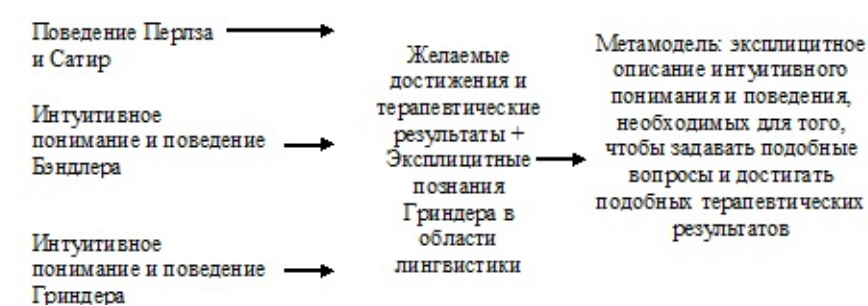 Поведение Перлза
и Сатир
Интуитивное
понимание и поведение
Бэндлера
Интуитивное
понимание и поведение
Гриндера
Желаемые
достижения и
терапевтические
результаты +
Эксплицитные
познания
Гриндера в
области
лингвистики
Метамодель: эксплицитное
описание интуитивного
понимания и поведения,
необходимых для того,
чтобы задавать подобные
вопросы и достигать
подобных терапевтических
результатов